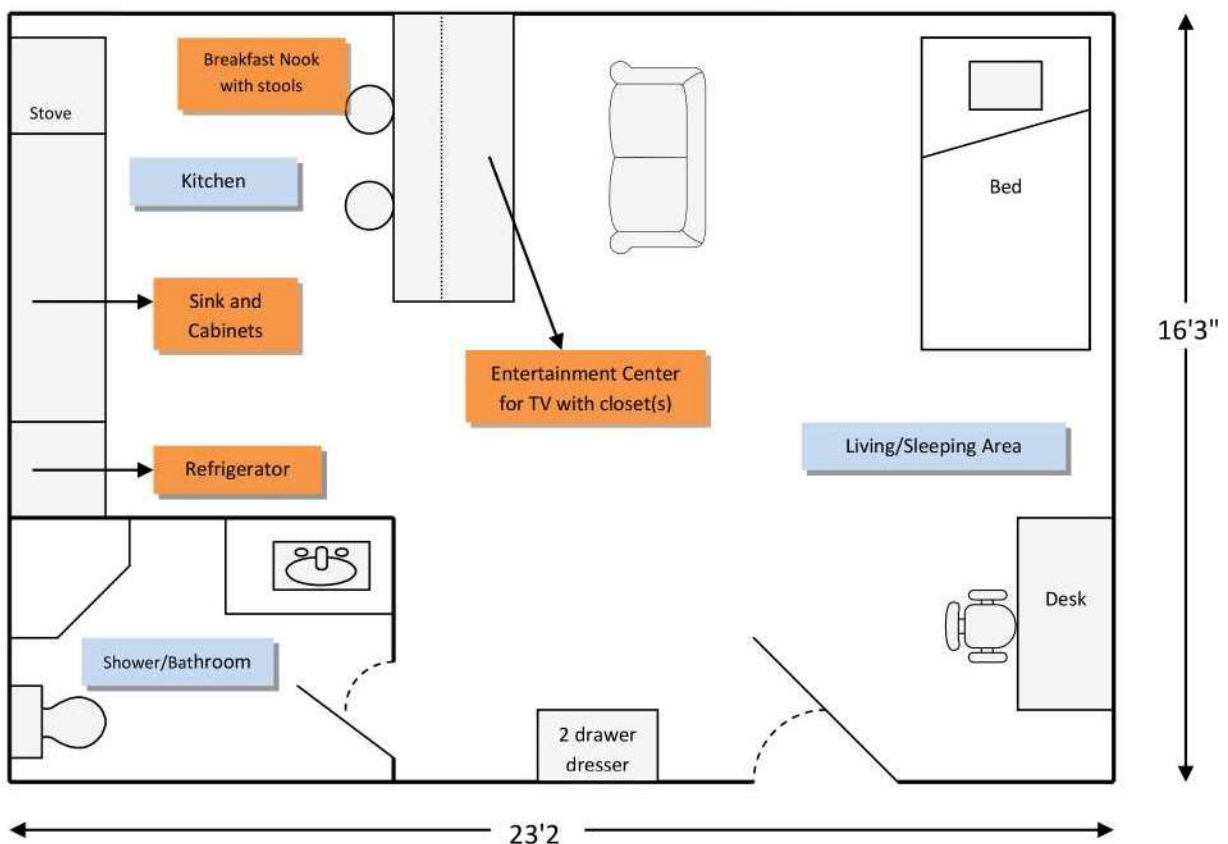 Breakfast Nook
with stools
Stove
Kitchen
Bed
Sink and
Cabinets
16'3"
Entertainment Center
for TV with closet(s)
Living/Sleeping Area
Refrigerator
Desk
Shower/Bathroom
2 drawer
dresser
23'2